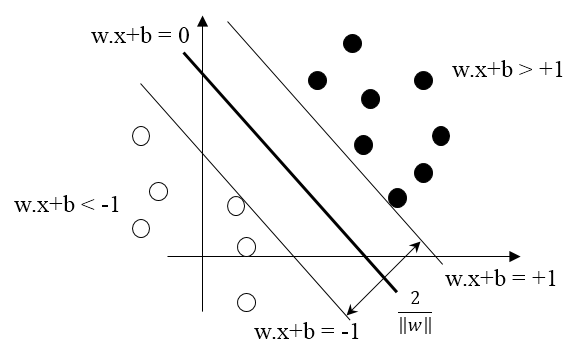 w.x+b = 0
w.x+b > +1
w.x+b < -1
w.x+b = +1
2
‖w‖
w.x+b = -1